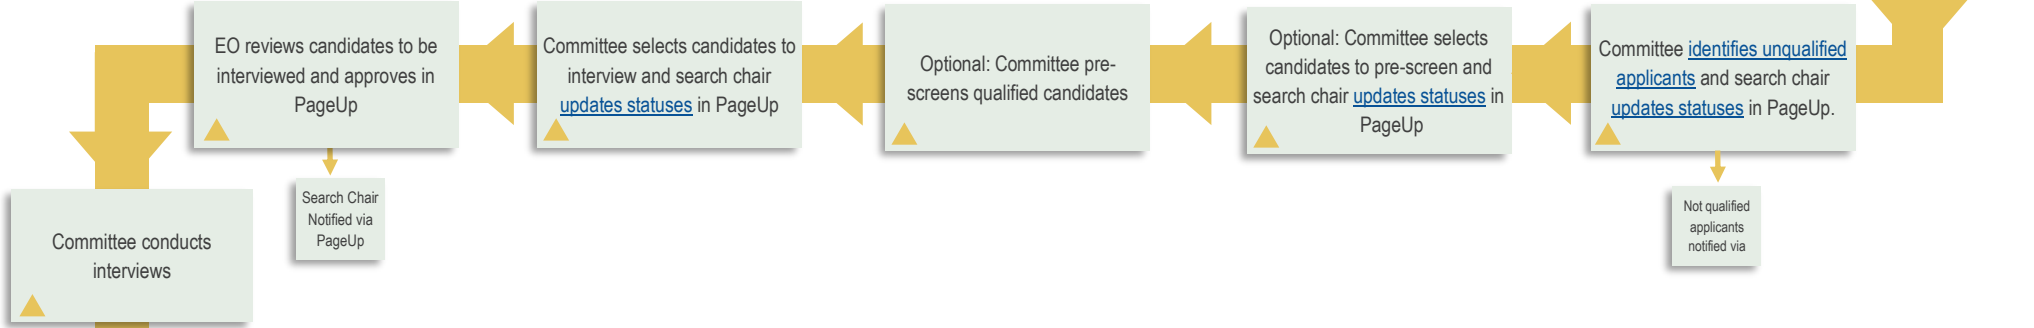 EO reviews candidates to be
interviewed and approves in
PageUp
Committee selects candidates to
interview and search chair
updates statuses in PageUp
Optional: Committee pre-
screens qualified candidates
Optional: Committee selects
candidates to pre-screen and
search chair updates statuses in
PageUp
Committee identifies unqualified
applicants and search chair
updates statuses in PageUp.
Search Chair
Notified via
PageUp
Not qualified
applicants
notified via
Committee conducts
interviews